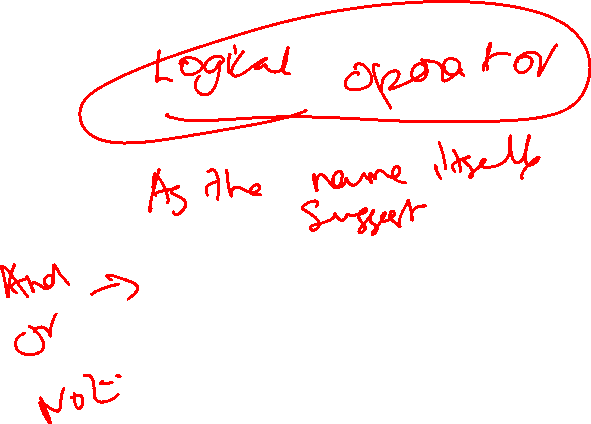 Logical operator
As the name itself
suggest
And →
or
Not